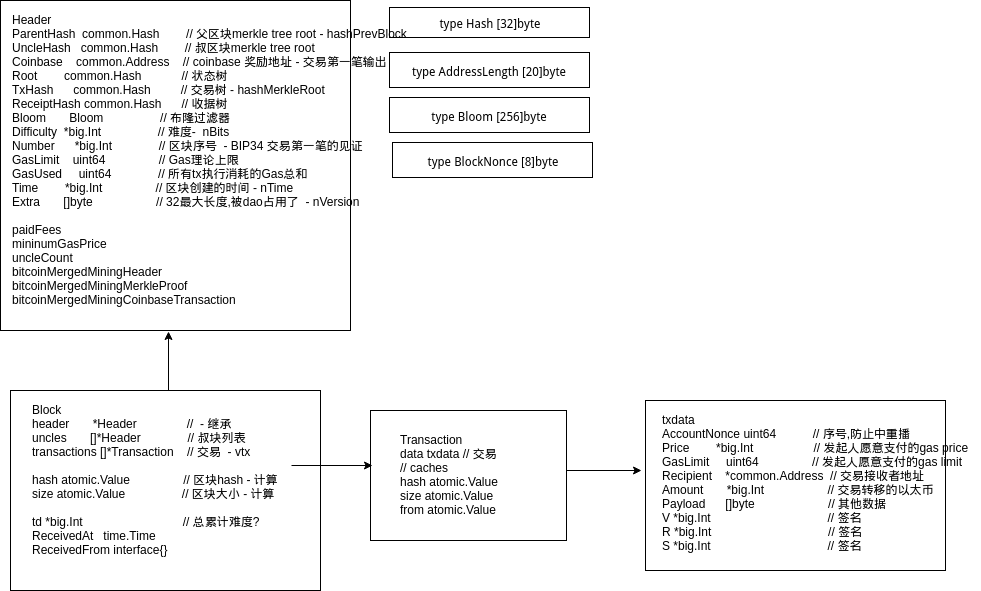 Header
ParentHash common.Hash // 父区块merkle tree root - hashPrevBlock
UncleHash common.Hash // 叔区块merkle tree root
Coinbase common.Address // coinbase 奖励地址 - 交易第一笔输出
Root common.Hash // 状态树
TxHash common.Hash // 交易树 - hashMerkleRoot
ReceiptHash common.Hash // 收据树
Bloom Bloom // 布隆过滤器
Difficulty *big.Int // 难度- nBits
Number *big.Int // 区块序号 - BIP34 交易第一笔的见证
GasLimit uint64 // Gas理论上限
GasUsed uint64 // 所有tx执行消耗的Gas总和
Time *big.Int // 区块创建的时间 - nTime
Extra []byte // 32最大长度,被dao占用了 - nVersion
paidFees
mininumGasPrice
uncleCount
bitcoinMergedMiningHeader
bitcoinMergedMiningMerkleProof
bitcoinMergedMiningCoinbaseTransaction
type Hash [32]byte
type AddressLength [20]byte
type Bloom [256]byte
type BlockNonce [8]byte
Block
header *Header // - 继承
uncles []*Header // 叔块列表
transactions []*Transaction // 交易 - vtx
hash atomic.Value // 区块hash - 计算
size atomic.Value // 区块大小 - 计算
td *big.Int // 总累计难度?
ReceivedAt time.Time
ReceivedFrom interface{}
Transaction
data txdata // 交易
// caches
hash atomic.Value
size atomic.Value
from atomic.Value
txdata
AccountNonce uint64 // 序号,防止中重播
Price *big.Int // 发起人愿意支付的gas price
GasLimit uint64 // 发起人愿意支付的gas limit
Recipient *common.Address // 交易接收者地址
Amount *big.Int // 交易转移的以太币
Payload []byte // 其他数据
V *big.Int // 签名
R *big.Int // 签名
S *big.Int // 签名